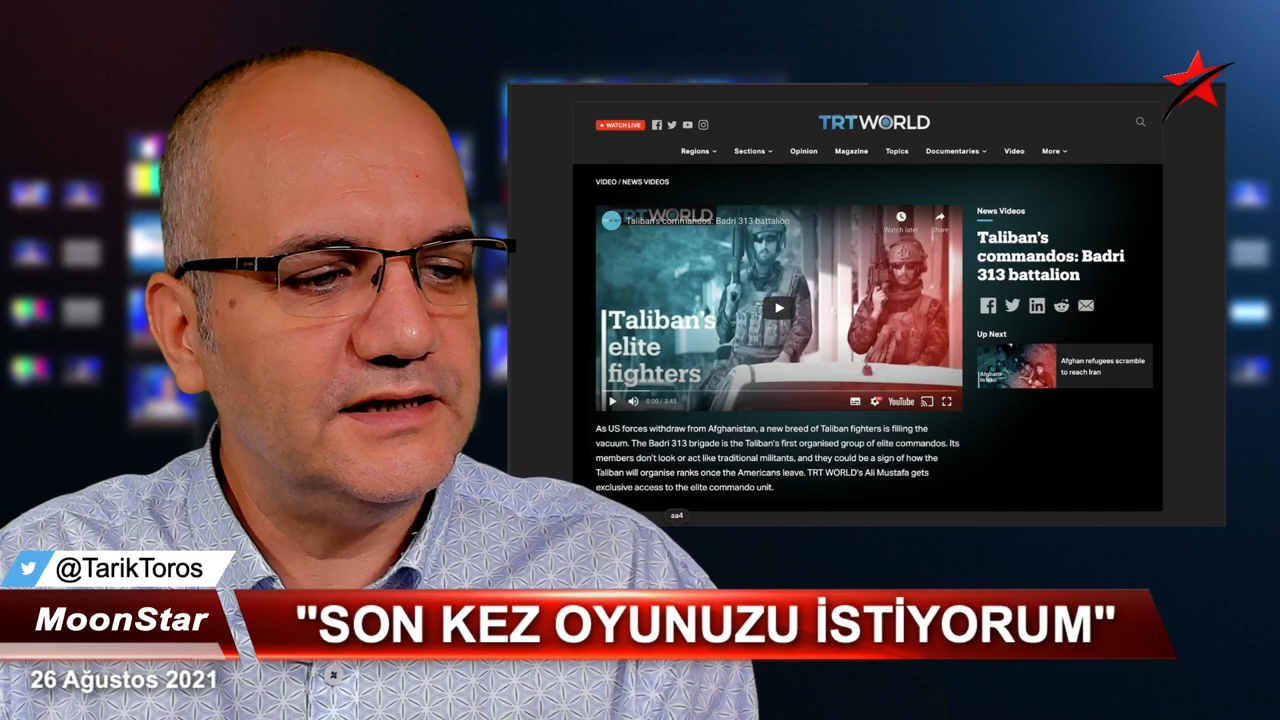 WATCH LIVE
TRTWORLD
Regions
Sections
Opinion
Magazine
Topics
Documentaries
Video
More
VIDEO / NEWS VIDEOS
Taliban's commandos: Badri 313 battalion
Watch later
Share
Taliban's
elite
fighters
0:00 / 3:45
YouTube
News Videos
Taliban's
commandos: Badri
313 battalion
Up Next
Afghans
in Iran
Afghan refugees scramble
to reach Iran
As US forces withdraw from Afghanistan, a new breed of Taliban fighters is filling the
vacuum. The Badri 313 brigade is the Taliban's first organised group of elite commandos. Its
members don't look or act like traditional militants, and they could be a sign of how the
Taliban will organise ranks once the Americans leave. TRT WORLD's Ali Mustafa gets
exclusive access to the elite commando unit.
aa4
@TarikToros
MoonStar
"SON KEZ OYUNUZU İSTİYORUM"
26 Ağustos 2021